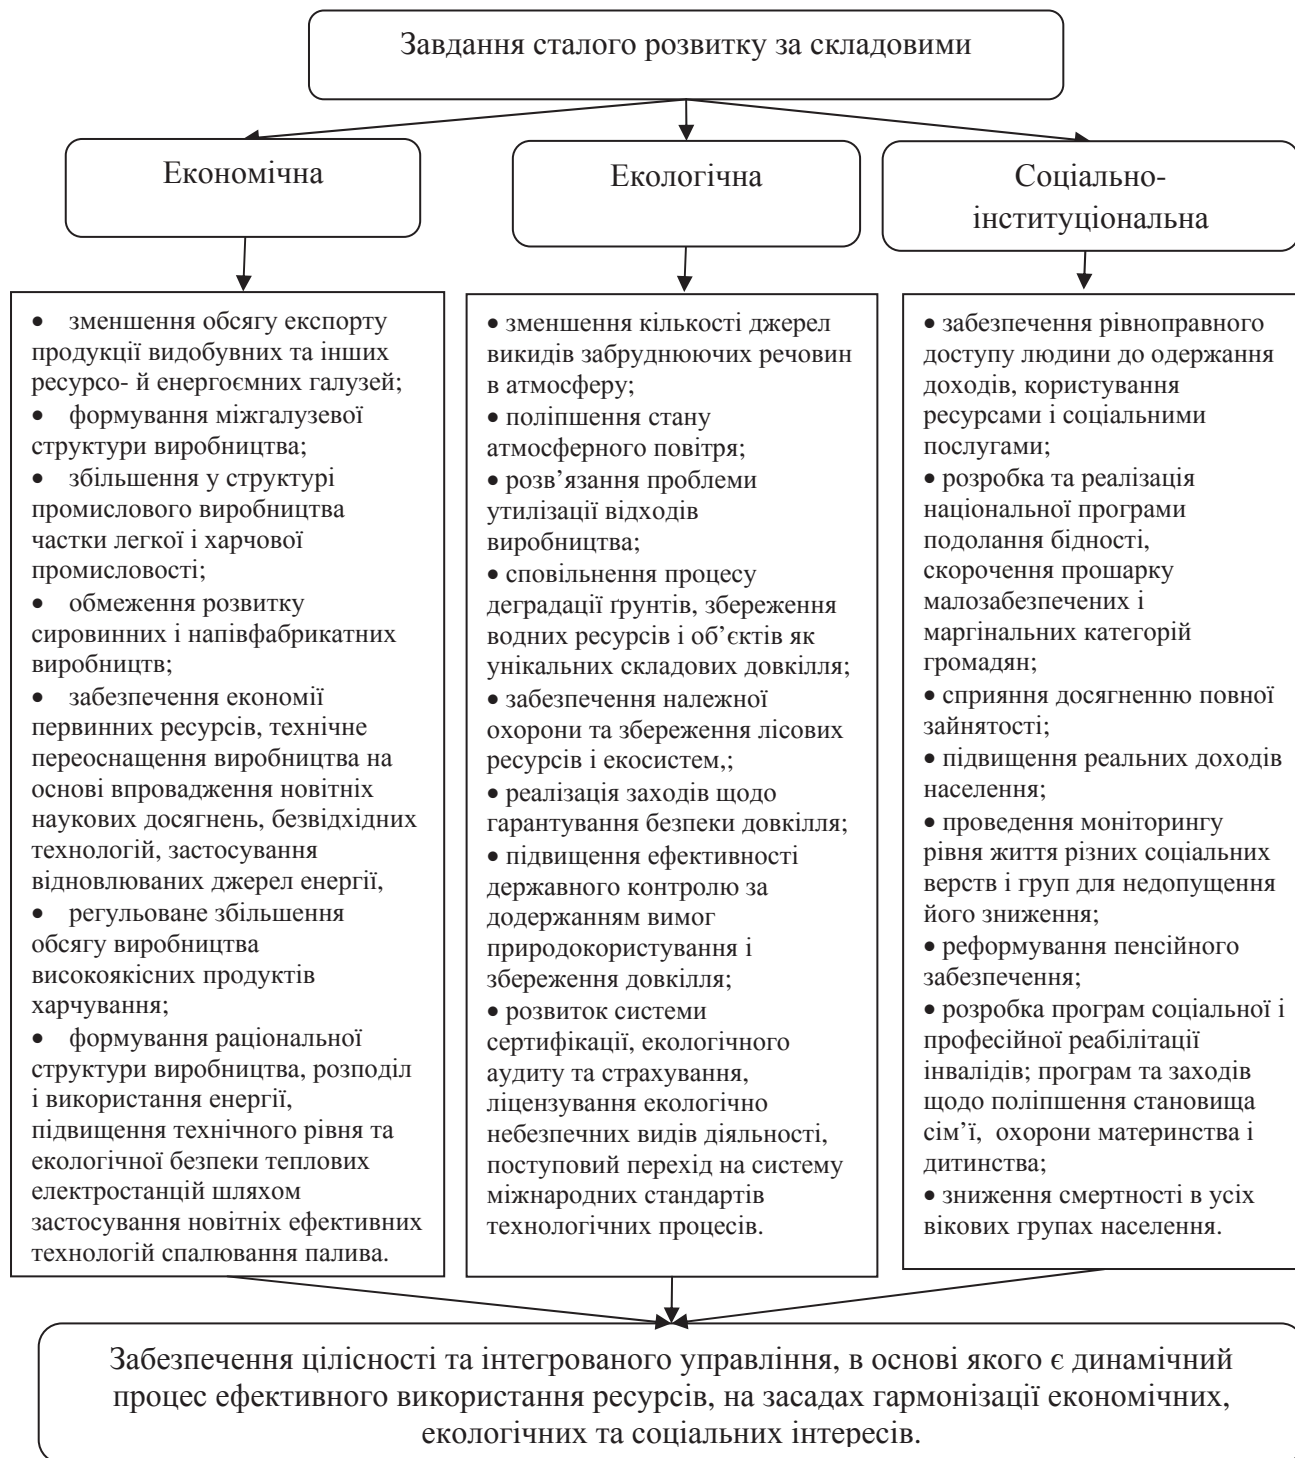 Завдання сталого розвитку за складовими
Економічна
Екологічна
Соціально-
інституціональна
• зменшення обсягу експорту
продукції видобувних та інших
ресурсо- й енергоємних галузей;
• формування міжгалузевої
структури виробництва;
• збільшення у структурі
промислового виробництва
частки легкої і харчової
промисловості;
• обмеження розвитку
сировинних і напівфабрикатних
виробництв;
• забезпечення економії
первинних ресурсів, технічне
переоснащення виробництва на
основі впровадження новітніх
наукових досягнень, безвідхідних
технологій, застосування
відновлюваних джерел енергії,
• регульоване збільшення
обсягу виробництва
високоякісних продуктів
харчування;
• формування раціональної
структури виробництва, розподіл
і використання енергії,
підвищення технічного рівня та
екологічної безпеки теплових
електростанцій шляхом
застосування новітніх ефективних
технологій спалювання палива.
• зменшення кількості джерел
викидів забруднюючих речовин
в атмосферу;
• поліпшення стану
атмосферного повітря;
• розв’язання проблеми
утилізації відходів
виробництва;
• сповільнення процесу
деградації ґрунтів, збереження
водних ресурсів і об’єктів як
унікальних складових довкілля;
• забезпечення належної
охорони та збереження лісових
ресурсів і екосистем,;
• реалізація заходів щодо
гарантування безпеки довкілля;
• підвищення ефективності
державного контролю за
додержанням вимог
природокористування і
збереження довкілля;
• розвиток системи
сертифікації, екологічного
аудиту та страхування,
ліцензування екологічно
небезпечних видів діяльності,
поступовий перехід на систему
міжнародних стандартів
технологічних процесів.
• забезпечення рівноправного
доступу людини до одержання
доходів, користування
ресурсами і соціальними
послугами;
• розробка та реалізація
національної програми
подолання бідності,
скорочення прошарку
малозабезпечених і
маргінальних категорій
громадян;
• сприяння досягненню повної
зайнятості;
• підвищення реальних доходів
населення;
• проведення моніторингу
рівня життя різних соціальних
верств і груп для недопущення
його зниження;
• реформування пенсійного
забезпечення;
• розробка програм соціальної і
професійної реабілітації
інвалідів; програм та заходів
щодо поліпшення становища
сім’ї, охорони материнства і
дитинства;
• зниження смертності в усіх
вікових групах населення.
Забезпечення цілісності та інтегрованого управління, в основі якого є динамічний
процес ефективного використання ресурсів, на засадах гармонізації економічних,
екологічних та соціальних інтересів.